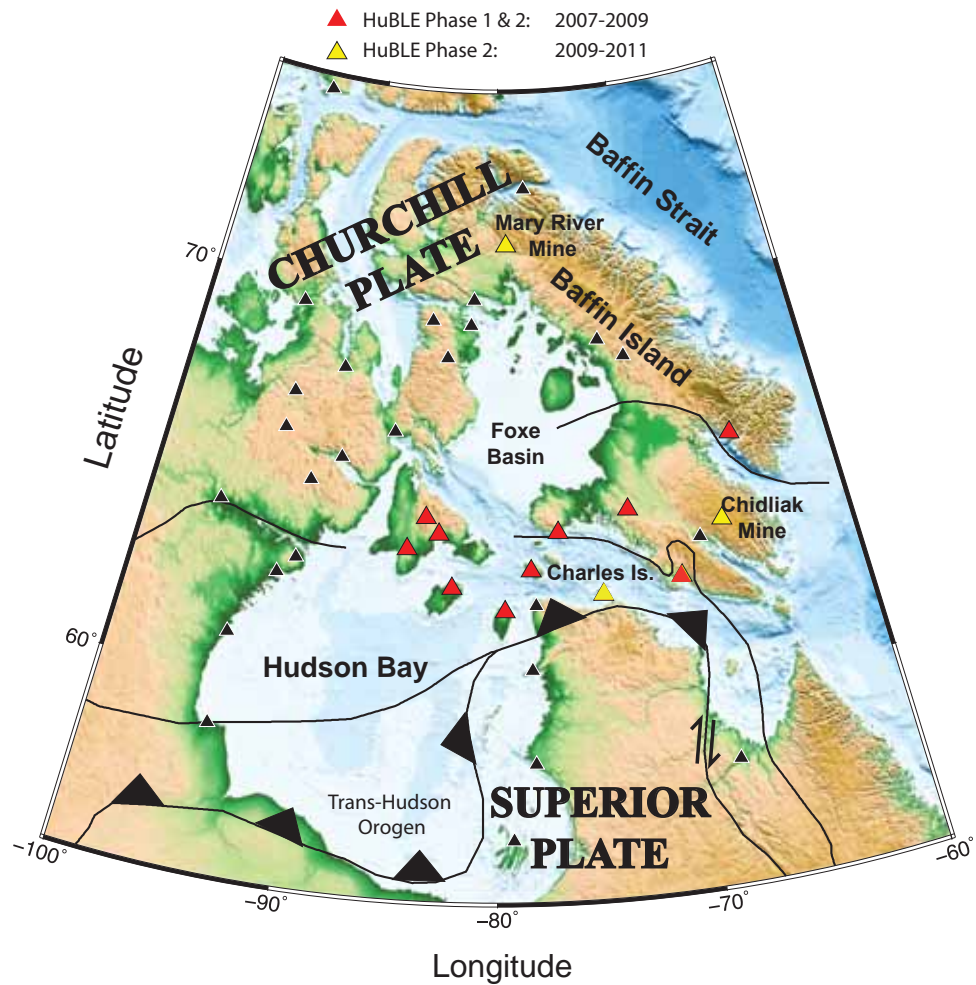 HuBLE Phase 1 & 2: 2007-2009
HuBLE Phase 2: 2009-2011
Baffin Strait
CHURCHILL
PLATE
Mary River
Mine
70°
Baffin Island
Latitude
Foxe
Basin
Chidliak
Mine
Charles Is.
60°
Hudson Bay
Trans-Hudson
Orogen
SUPERIOR
PLATE
−100°
−90°
−80°
−70°
−60°
Longitude